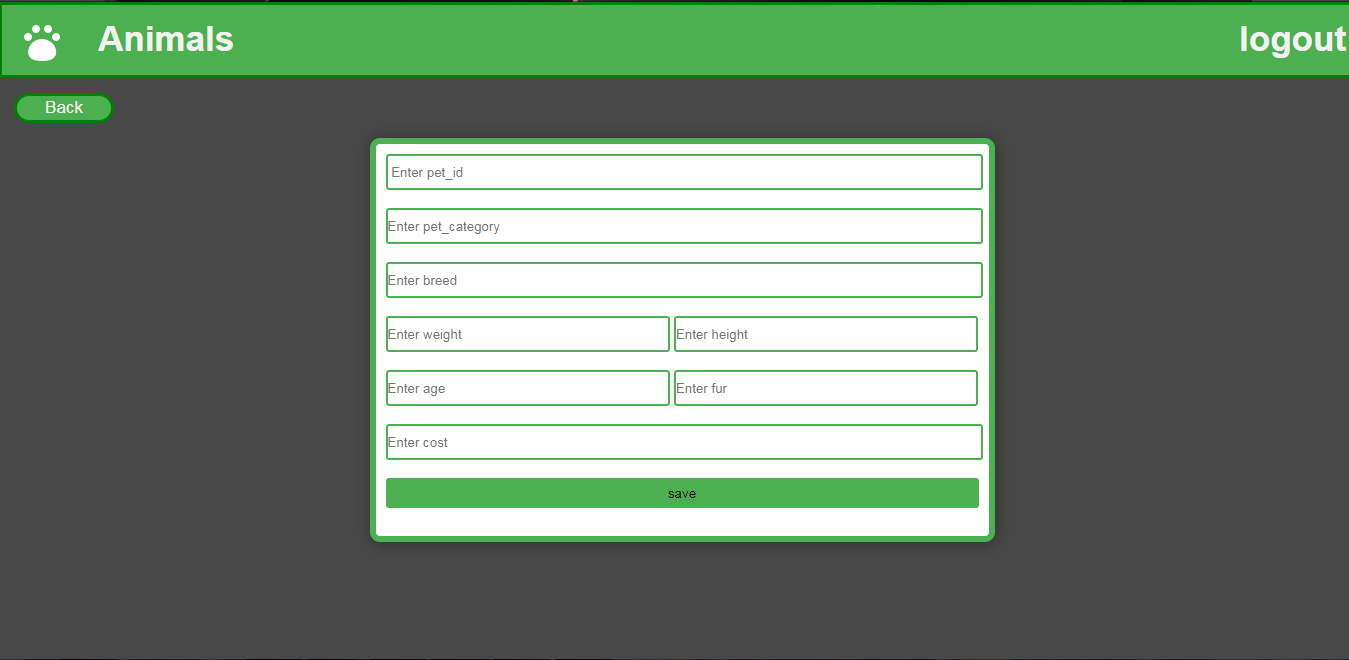 Animals logout
Back
Enter pet_id
Enter pet_category
Enter breed
Enter weight Enter height
Enter age Enter fur
Enter cost
save